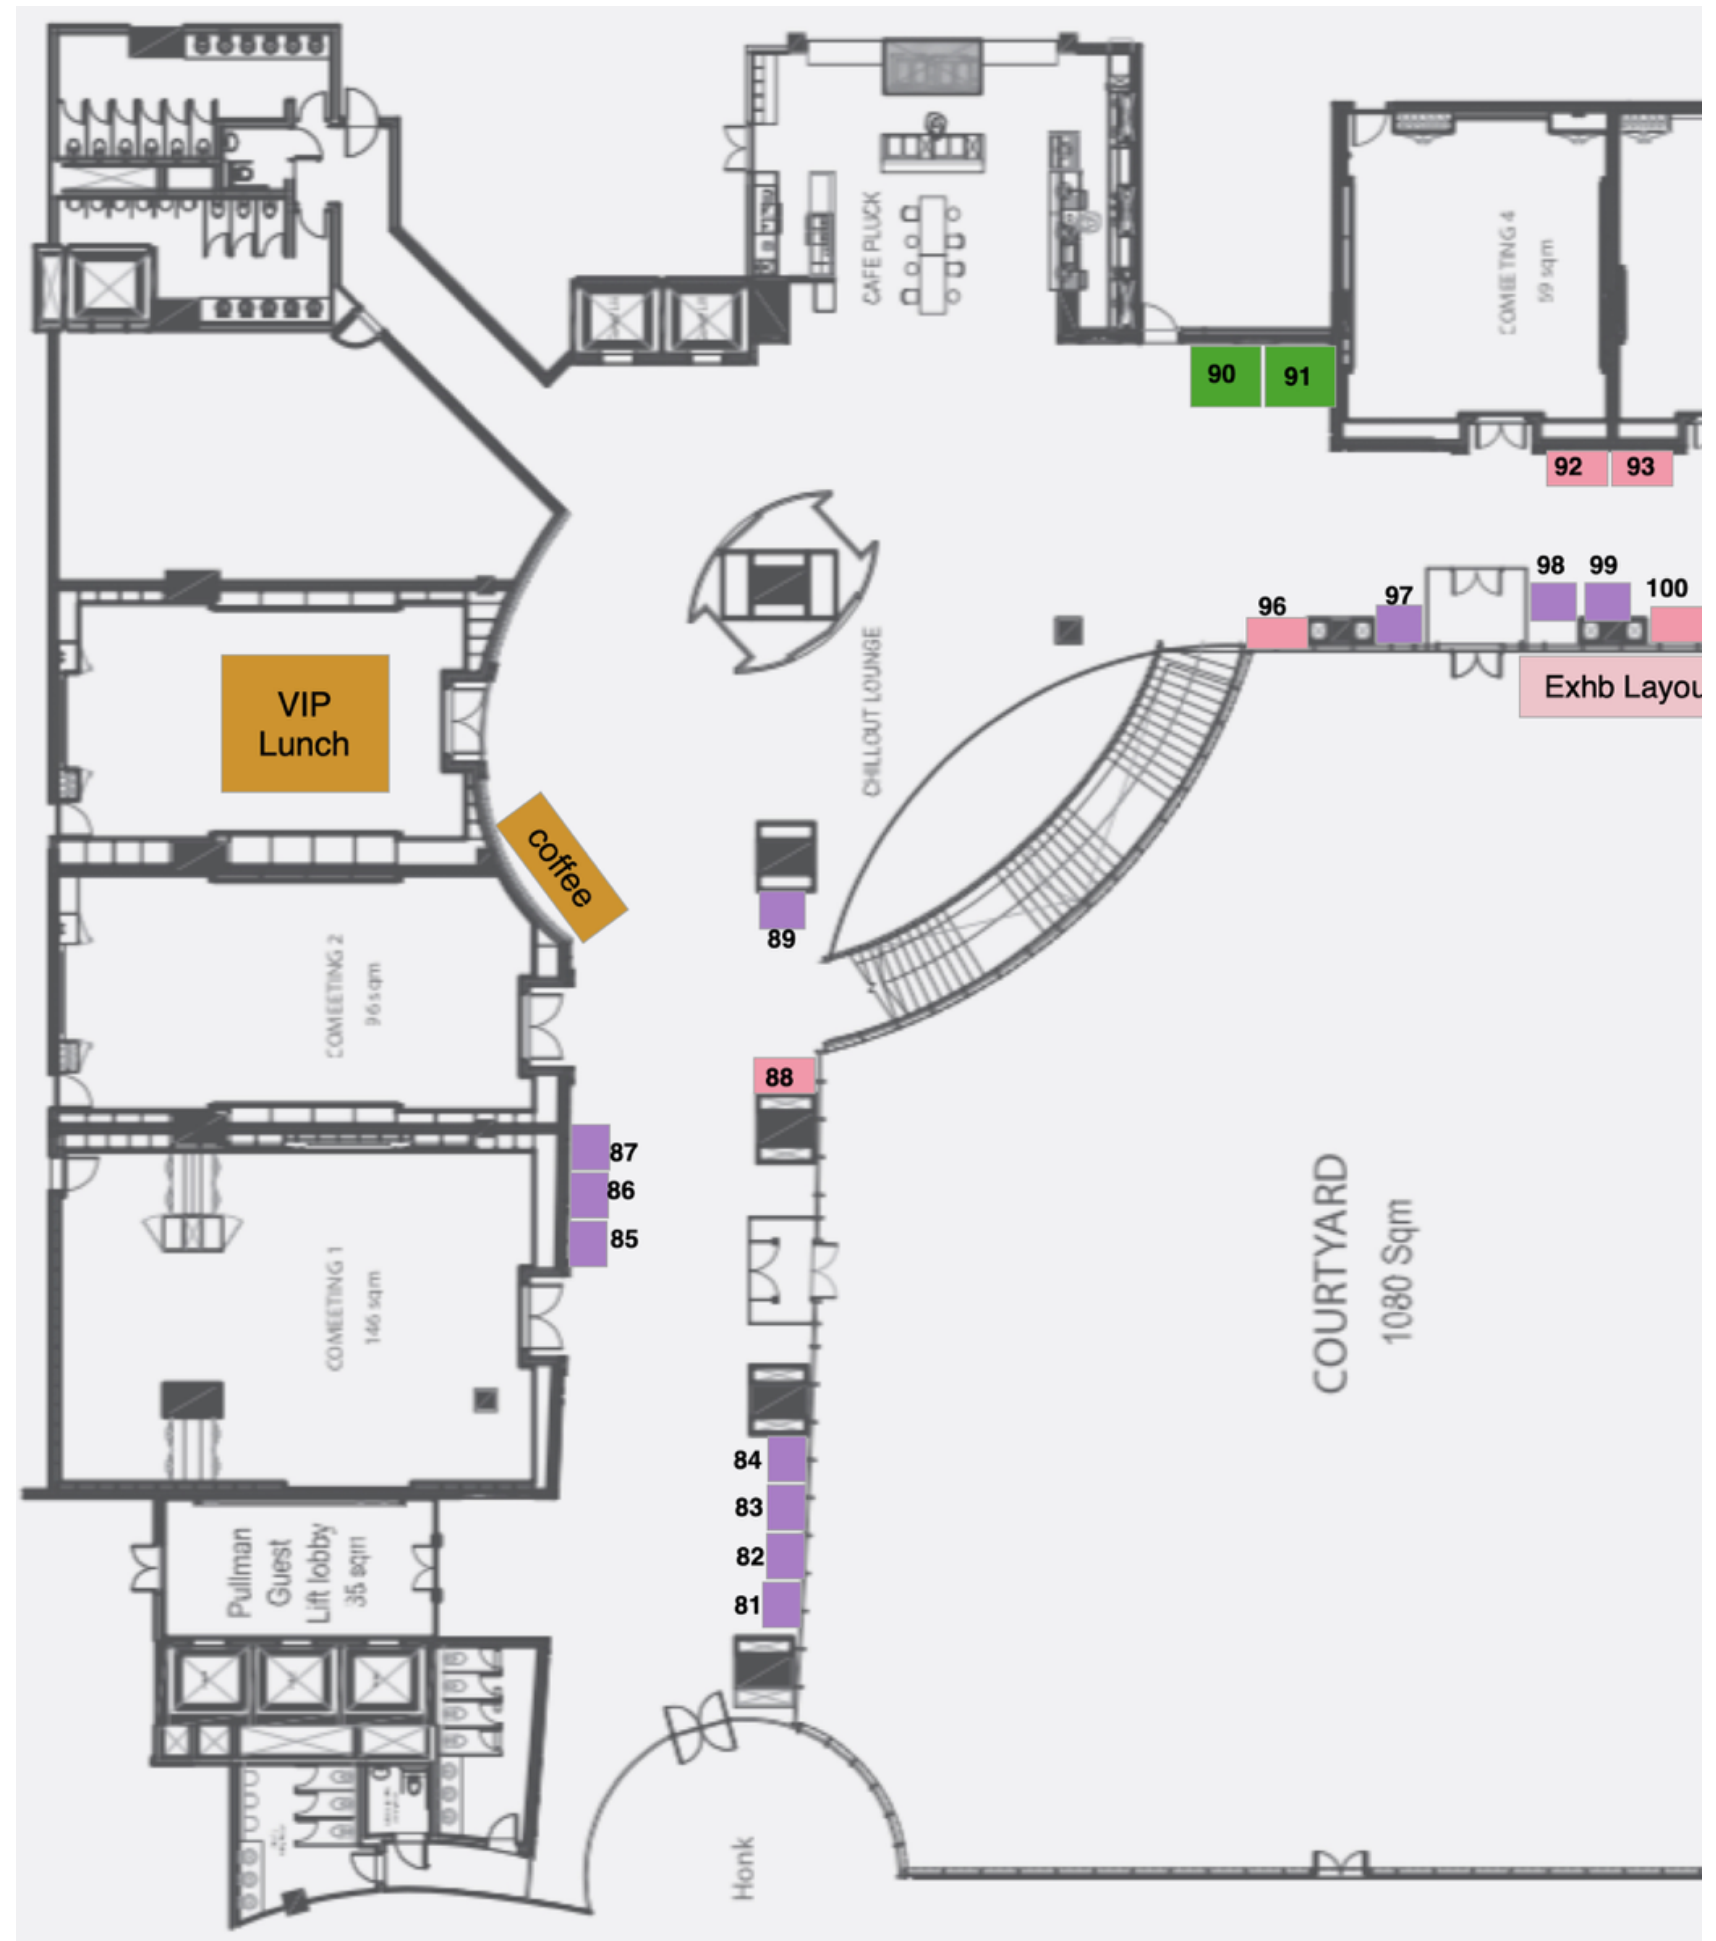 CAFE PLUCK
COMEETING 4
59 sqm
90
91
92
93
CHILLOUT LOUNGE
96
97
98
99
100
Exhb Layou
VIP
Lunch
coffee
89
COMEETING 2
96 sqm
88
87
86
85
COMEETING 1
146 sqm
COURTYARD
1080 Sqm
84
83
82
81
Pullman
Guest
Lift lobby
35 sqm
Honk